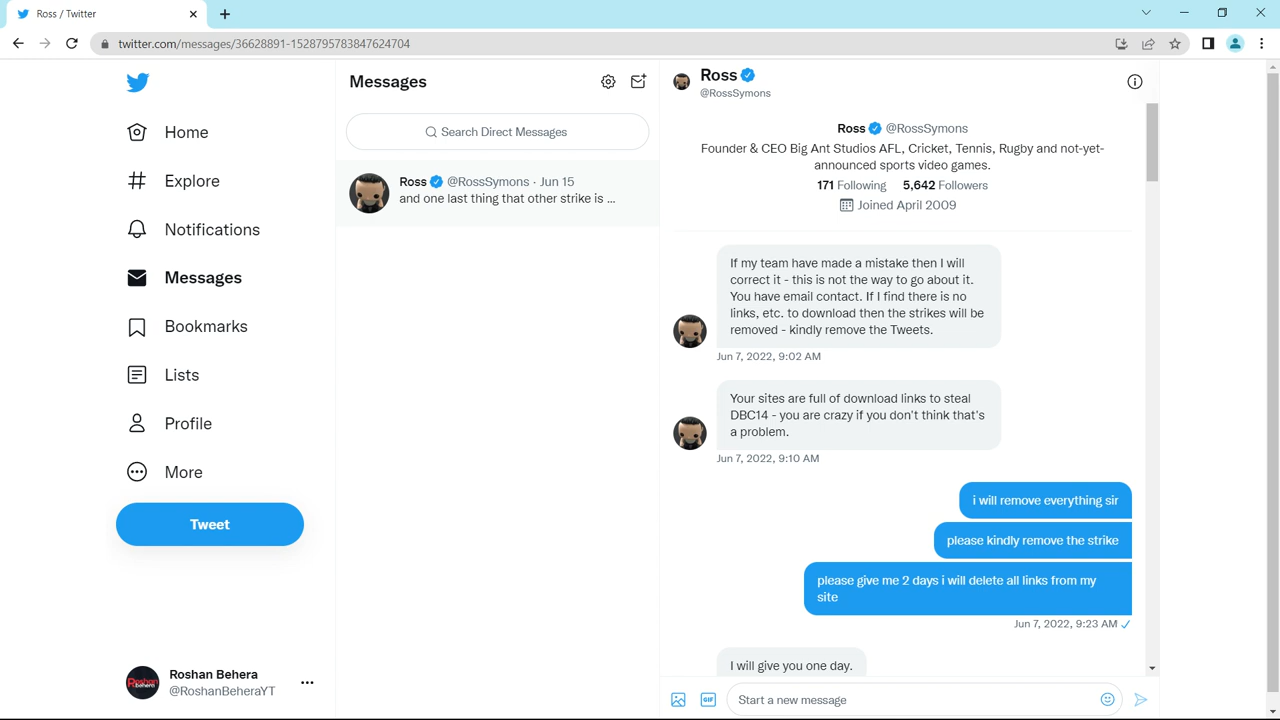 Ross / Twitter
twitter.com/messages/36628891-1528795783847624704
Home
Explore
Notifications
Messages
Bookmarks
Lists
Profile
More
Tweet
Roshan Behera
@RoshanBeheraYT
Messages
Search Direct Messages
Ross @RossSymons · Jun 15
and one last thing that other strike is ...
Ross
@RossSymons
Ross @RossSymons
Founder & CEO Big Ant Studios AFL, Cricket, Tennis, Rugby and not-yet-
announced sports video games.
171 Following 5,642 Followers
Joined April 2009
If my team have made a mistake then I will
correct it - this is not the way to go about it.
You have email contact. If I find there is no
links, etc. to download then the strikes will be
removed - kindly remove the Tweets.
Jun 7, 2022, 9:02 AM
Your sites are full of download links to steal
DBC14 - you are crazy if you don't think that's
a problem.
Jun 7, 2022, 9:10 AM
i will remove everything sir
please kindly remove the strike
please give me 2 days i will delete all links from my
site
Jun 7, 2022, 9:23 AM
I will give you one day.
GIF
Start a new message